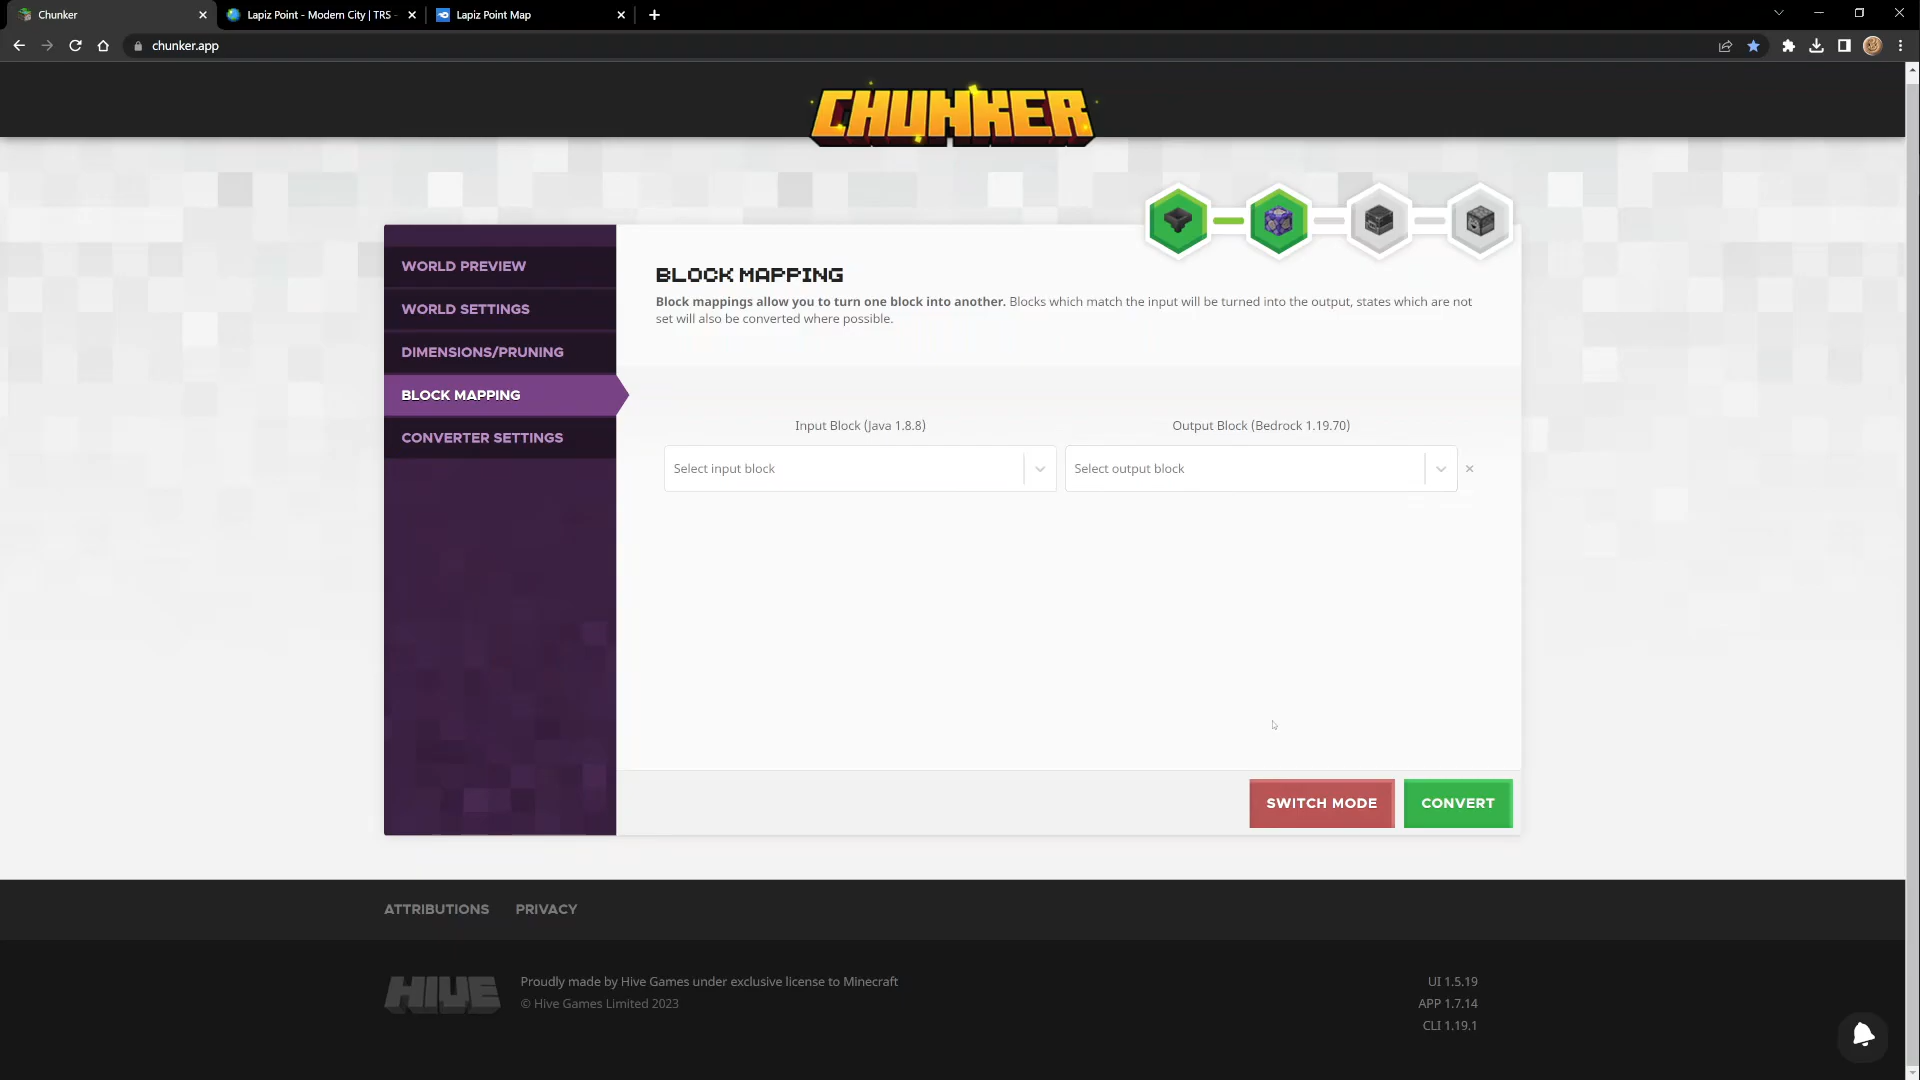 Chunker
Lapiz Point - Modern City | TRS -
Lapiz Point Map
chunker.app
CHUNKER
WORLD PREVIEW
WORLD SETTINGS
DIMENSIONS/PRUNING
BLOCK MAPPING
CONVERTER SETTINGS
BLOCK MAPPING
Block mappings allow you to turn one block into another. Blocks which match the input will be turned into the output, states which are not
set will also be converted where possible.
Input Block (Java 1.8.8)
Output Block (Bedrock 1.19.70)
Select input block
Select output block
SWITCH MODE
CONVERT
ATTRIBUTIONS
PRIVACY
HIVE
Proudly made by Hive Games under exclusive license to Minecraft
© Hive Games Limited 2023
UI 1.5.19
APP 1.7.14
CLI 1.19.1